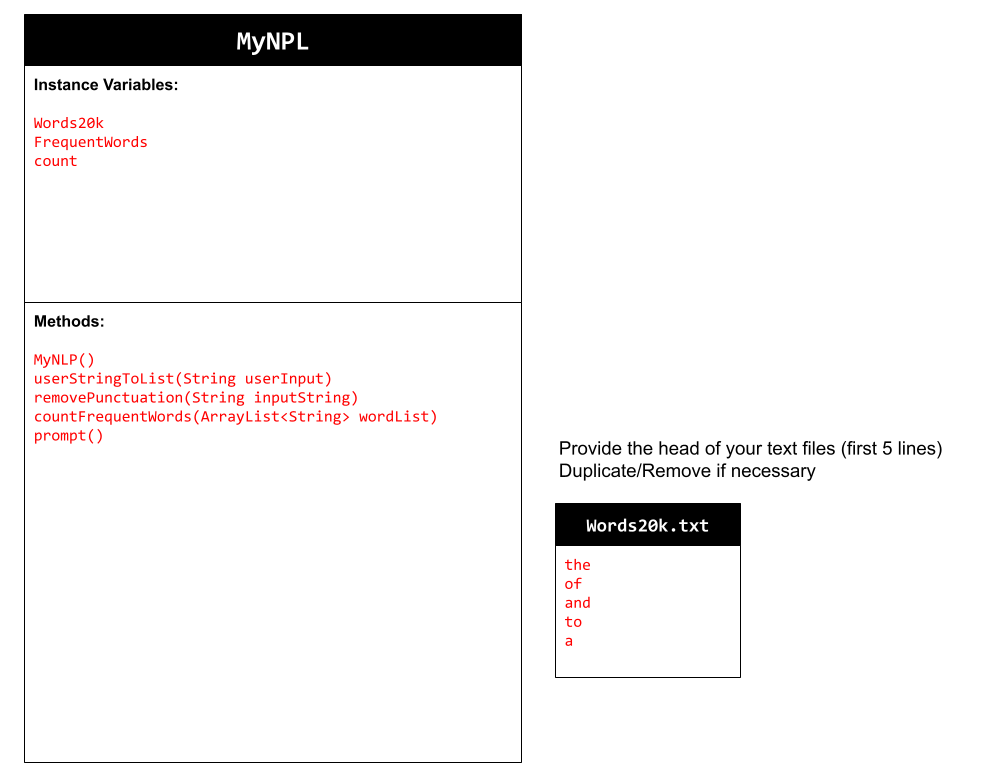 MyNPL
Instance Variables:
Words20k
FrequentWords
count
Methods:
MyNLP()
userStringToList(String userInput)
removePunctuation(String inputString)
countFrequentWords(ArrayList<String> wordList)
prompt()
Provide the head of your text files (first 5 lines)
Duplicate/Remove if necessary
Words20k.txt
the
of
and
to
a